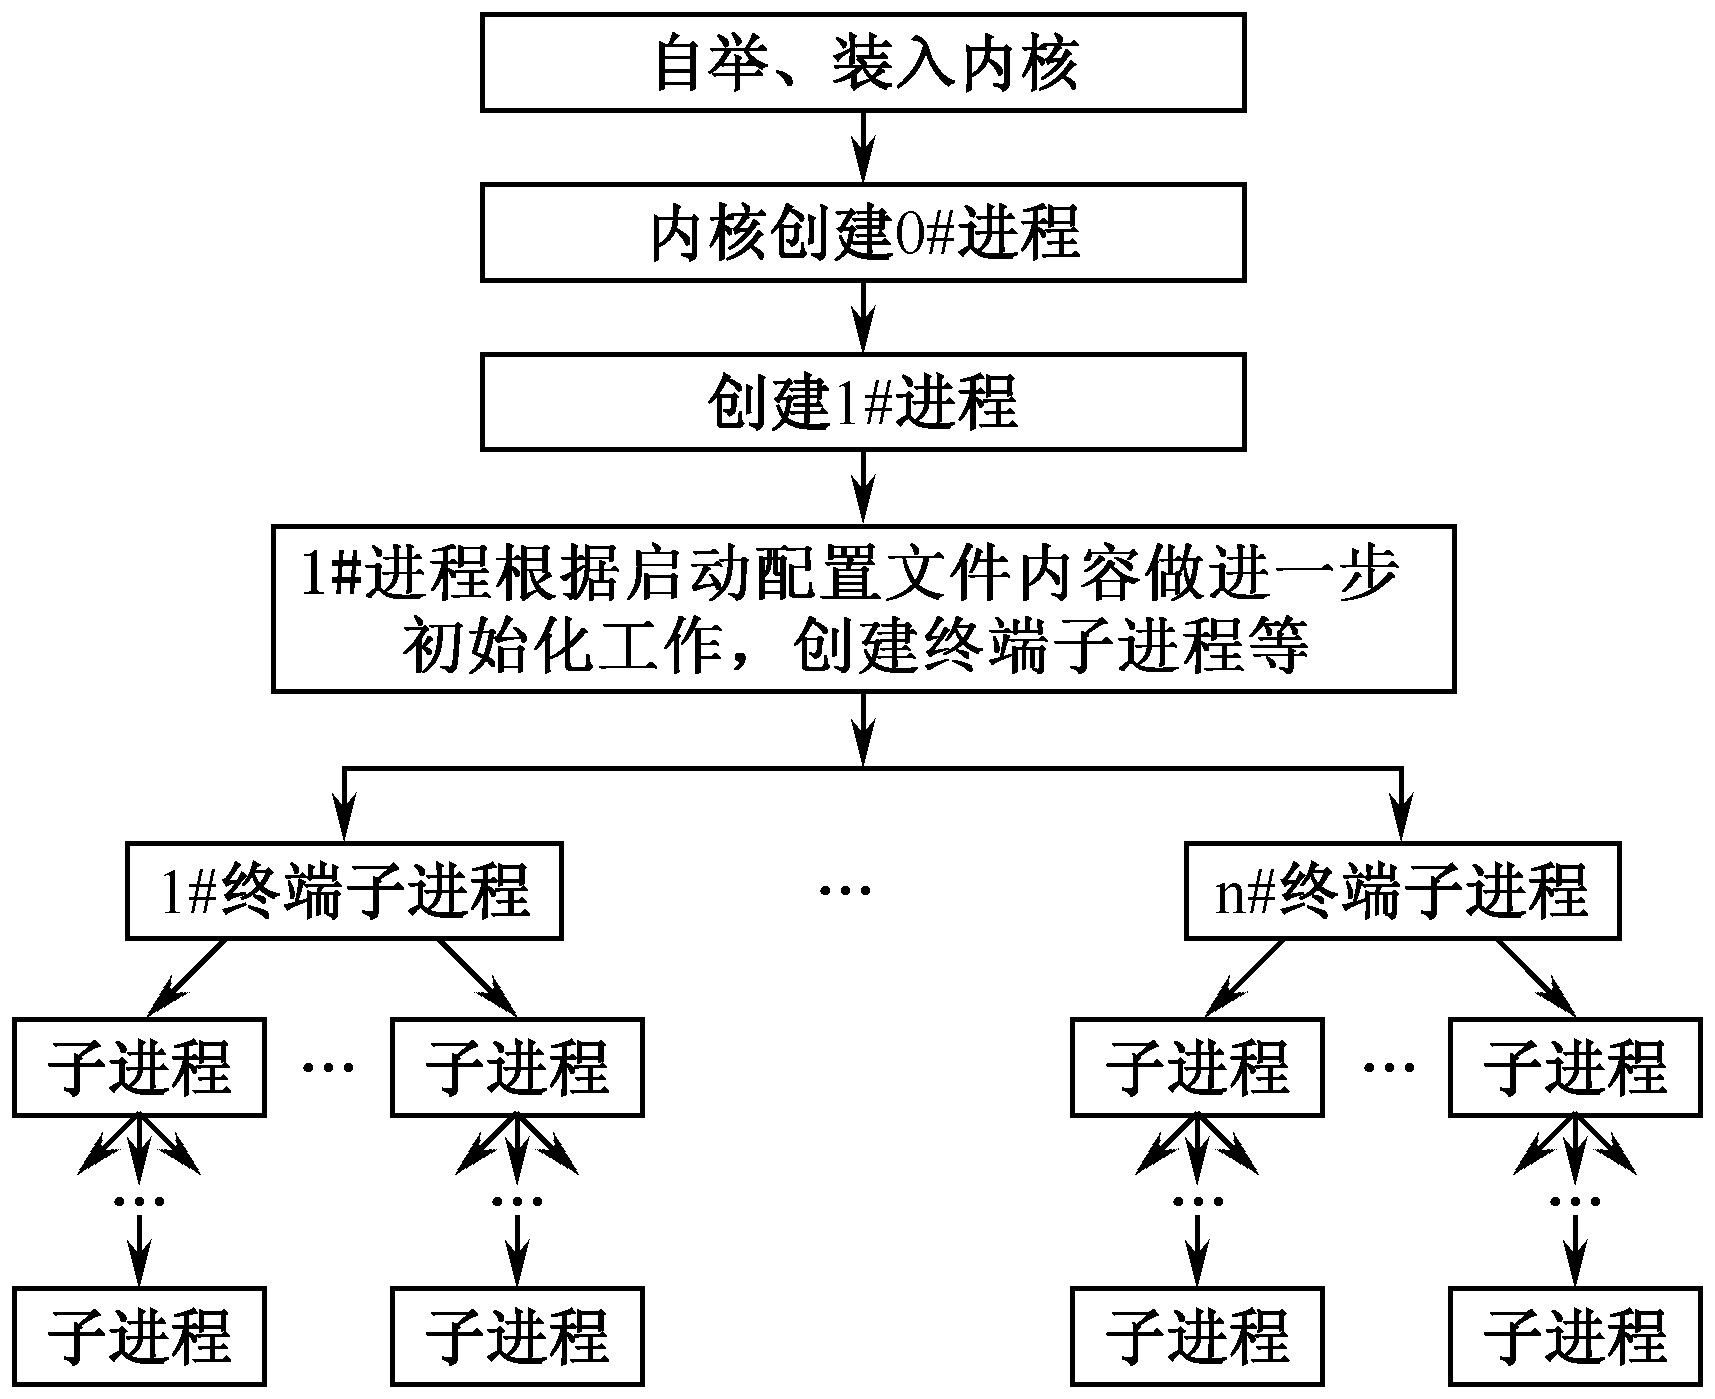 自举、装入内核
内核创建0#进程
创建1#进程
1#进程根据启动配置文件内容做进一步
初始化工作，创建终端子进程等
1#终端子进程
…
n#终端子进程
子进程
…
子进程
子进程
…
子进程
…
…
…
…
子进程
子进程
子进程
子进程